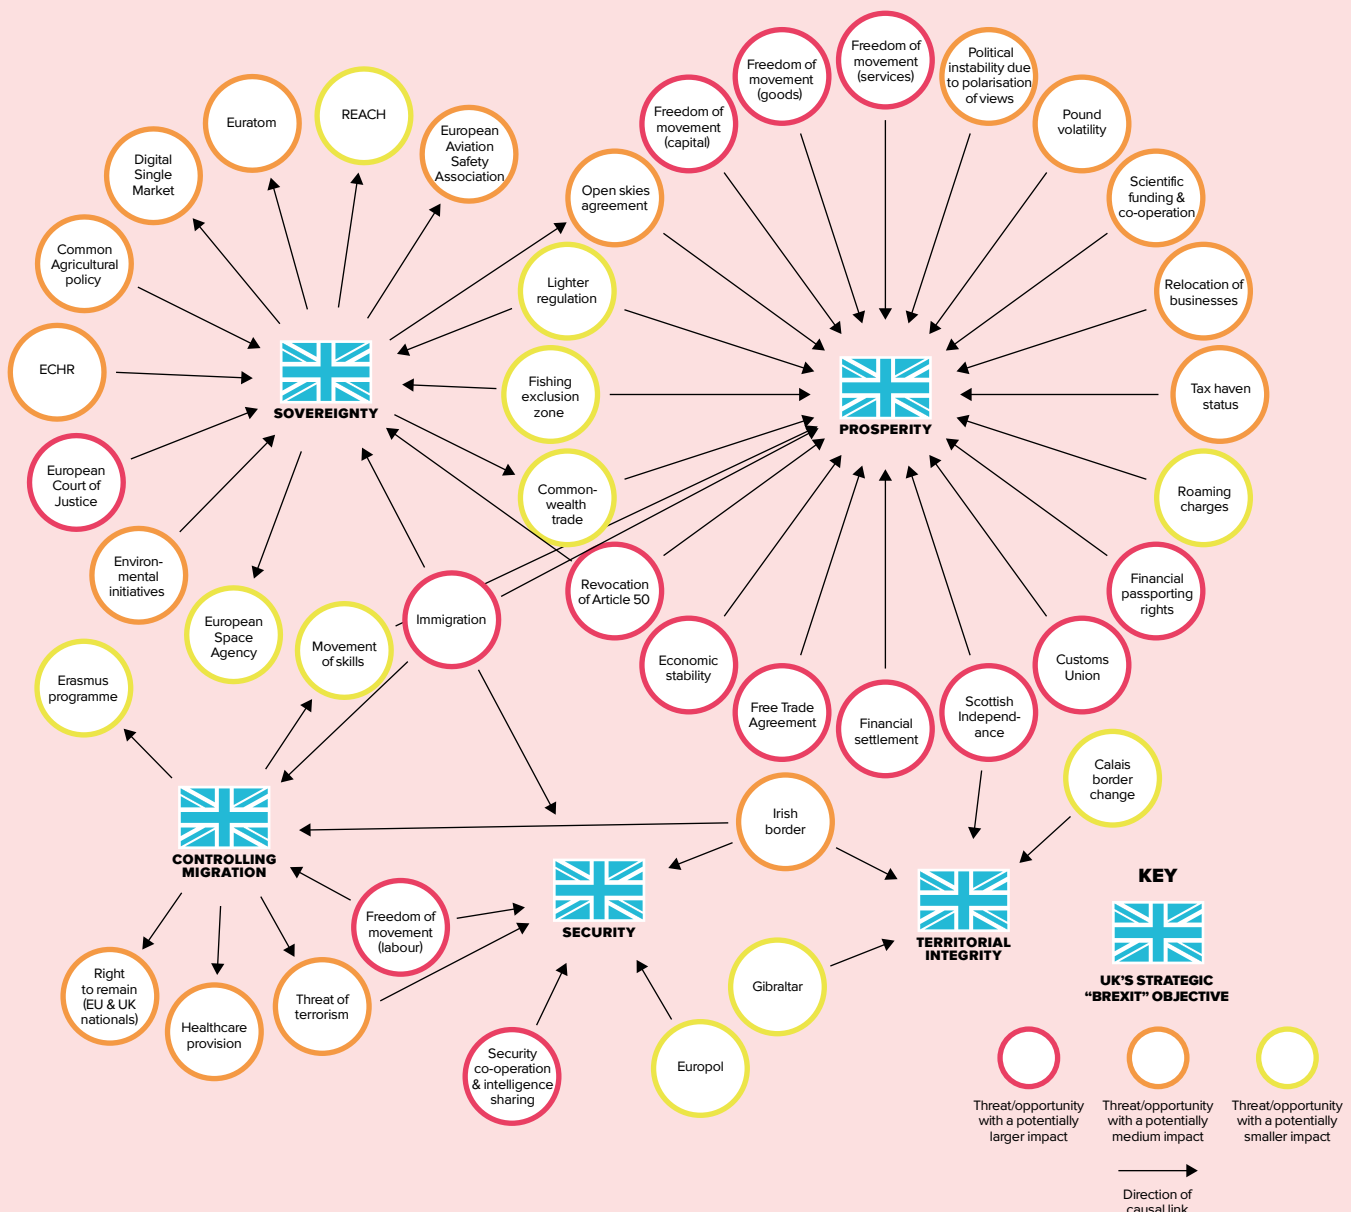 Freedom of
movement
(services)
Political
instability due
to polarisation
of views
Freedom of
movement
(goods)
Freedom of
movement
(capital)
Pound
volatility
Euratom
REACH
European
Aviation
Safety
Association
Digital
Single
Market
Open skies
agreement
Scientific
funding &
co-operation
Common
Agricultural
policy
Lighter
regulation
Relocation of
businesses
ECHR
SOVEREIGNTY
Fishing
exclusion
zone
PROSPERITY
Tax haven
status
European
Court of
Justice
Common-
wealth
trade
Roaming
charges
Environ-
mental
initiatives
Revocation
of Article 50
Financial
passporting
rights
European
Space
Agency
Movement
of skills
Immigration
Erasmus
programme
Economic
stability
Customs
Union
Free Trade
Agreement
Financial
settlement
Scottish
Independ-
ance
Calais
border
change
Irish
border
CONTROLLING
MIGRATION
KEY
Freedom of
movement
(labour)
SECURITY
TERRITORIAL
INTEGRITY
UK'S STRATEGIC
“BREXIT” OBJECTIVE
Right
to remain
(EU & UK
nationals)
Healthcare
provision
Threat of
terrorism
Gibraltar
Security
co-operation
& intelligence
sharing
Europol
Threat/opportunity
with a potentially
larger impact
Threat/opportunity
with a potentially
medium impact
Threat/opportunity
with a potentially
smaller impact
Direction of
causal link